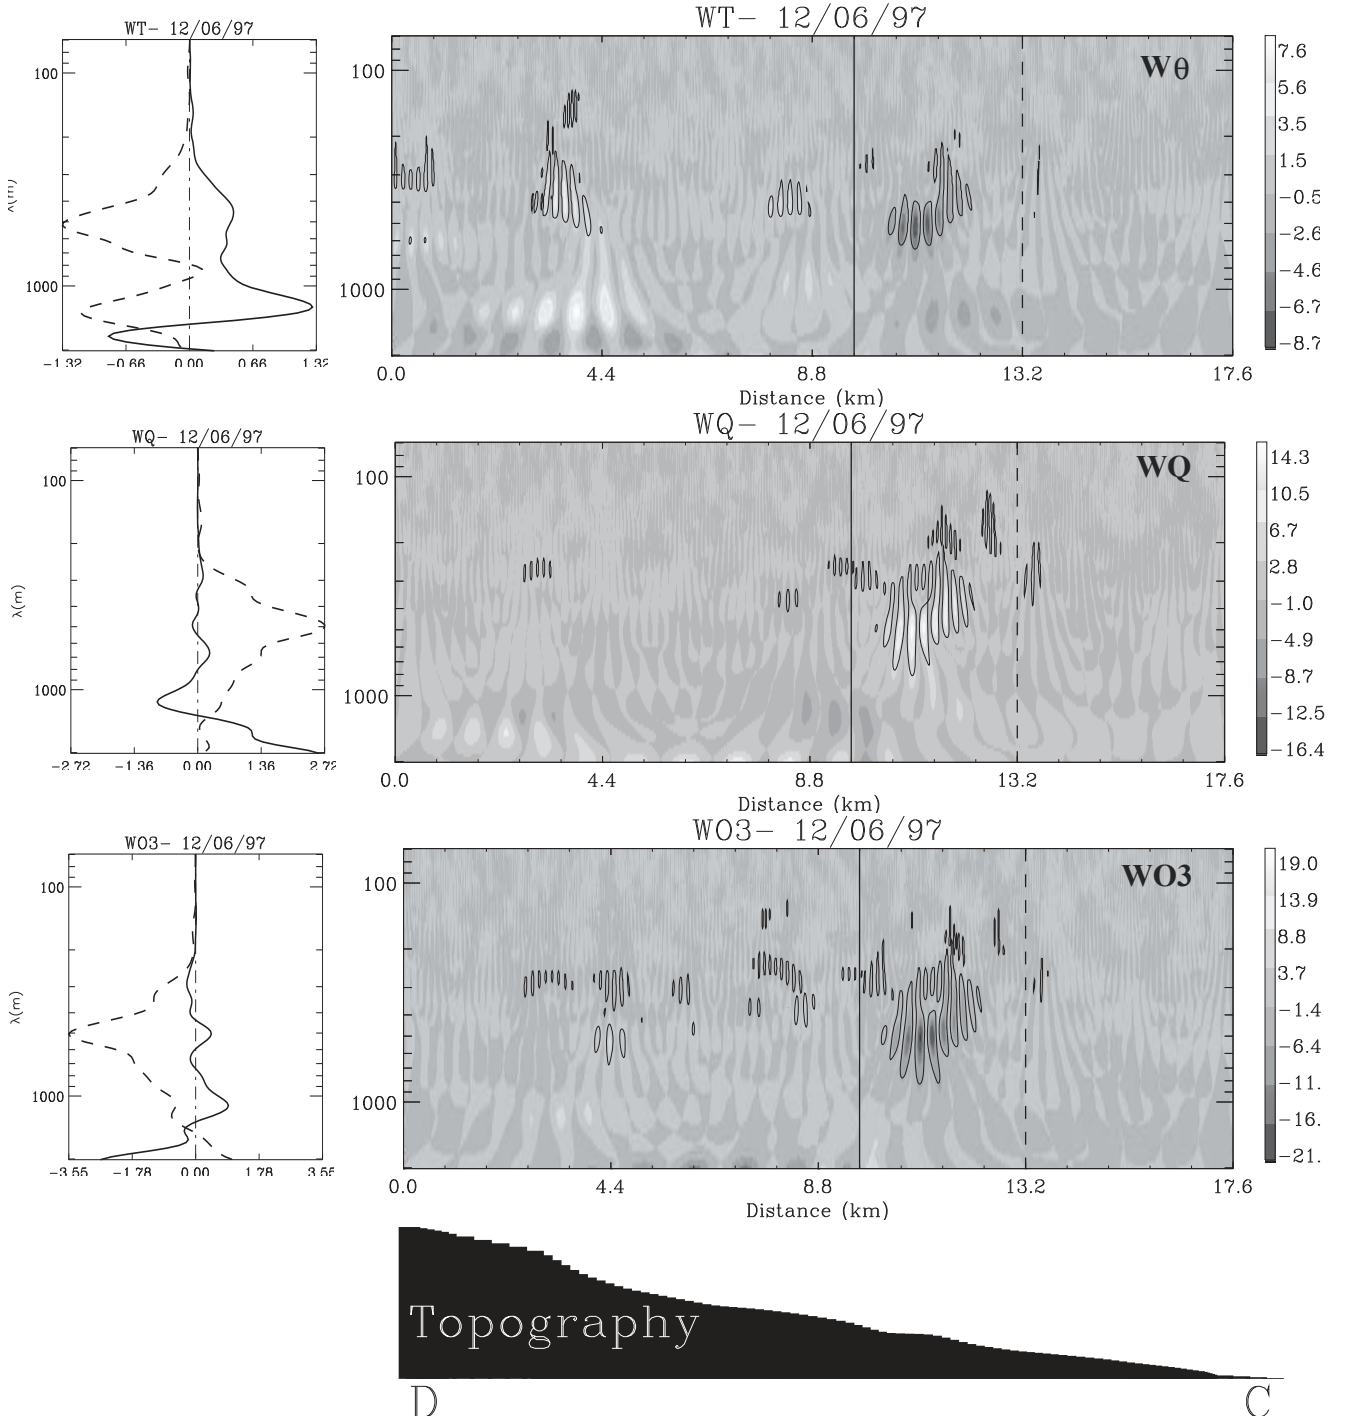 WT- 12/06/97
100
1000
λ(m)
-1.32 -0.66 0.00 0.66 1.32
WT- 12/06/97
Wθ
100
1000
0.0 4.4 8.8 13.2 17.6
Distance (km)
7.6
5.6
3.5
1.5
-0.5
-2.6
-4.6
-6.7
-8.7
WQ- 12/06/97
100
1000
λ(m)
-2.72 -1.36 0.00 1.36 2.72
WQ- 12/06/97
WQ
100
1000
0.0 4.4 8.8 13.2 17.6
Distance (km)
14.3
10.5
6.7
2.8
-1.0
-4.9
-8.7
-12.5
-16.4
WO3- 12/06/97
100
1000
λ(m)
-3.55 -1.78 0.00 1.78 3.55
WO3- 12/06/97
WO3
100
1000
0.0 4.4 8.8 13.2 17.6
Distance (km)
19.0
13.9
8.8
3.7
-1.4
-6.4
-11.
-16.
-21.
Topography
D C